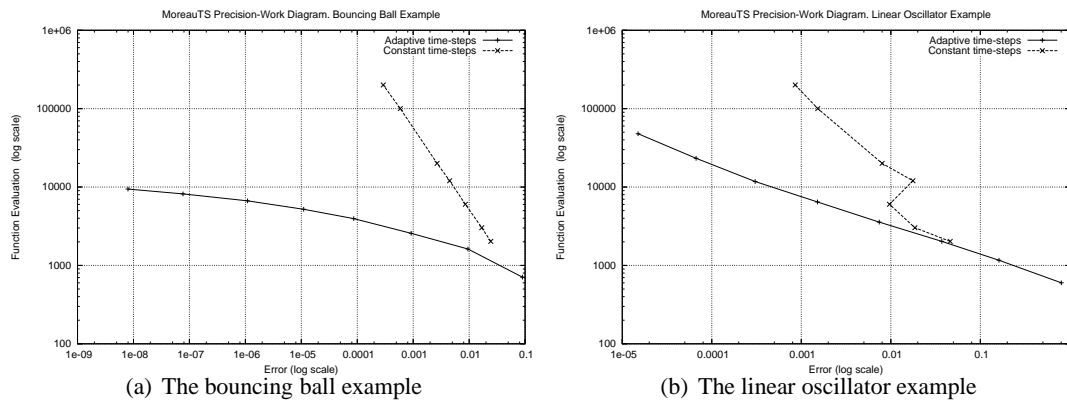 MoreauTS Precision-Work Diagram. Bouncing Ball Example
1e+06
100000
10000
1000
100
Function Evaluation (log scale)
Adaptive time-steps
Constant time-steps
1e-09 1e-08 1e-07 1e-06 1e-05 0.0001 0.001 0.01 0.1
Error (log scale)
(a) The bouncing ball example
MoreauTS Precision-Work Diagram. Linear Oscillator Example
1e+06
100000
10000
1000
100
Function Evaluation (log scale)
Adaptive time-steps
Constant time-steps
1e-05 0.0001 0.001 0.01 0.1
Error (log scale)
(b) The linear oscillator example